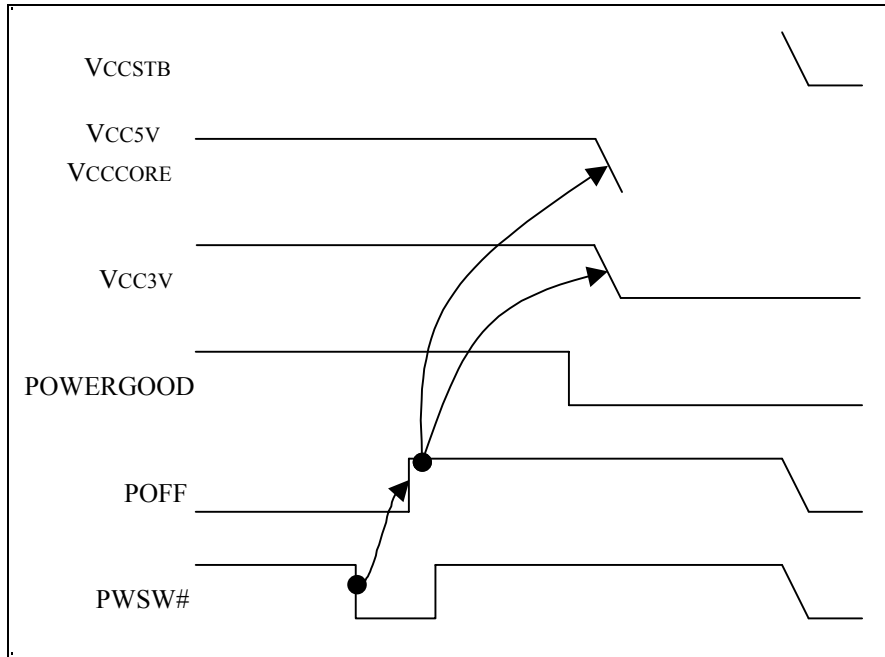 VCCSTB
VCC5V
VCCCORE
VCC3V
POWERGOOD
POFF
PWSW#